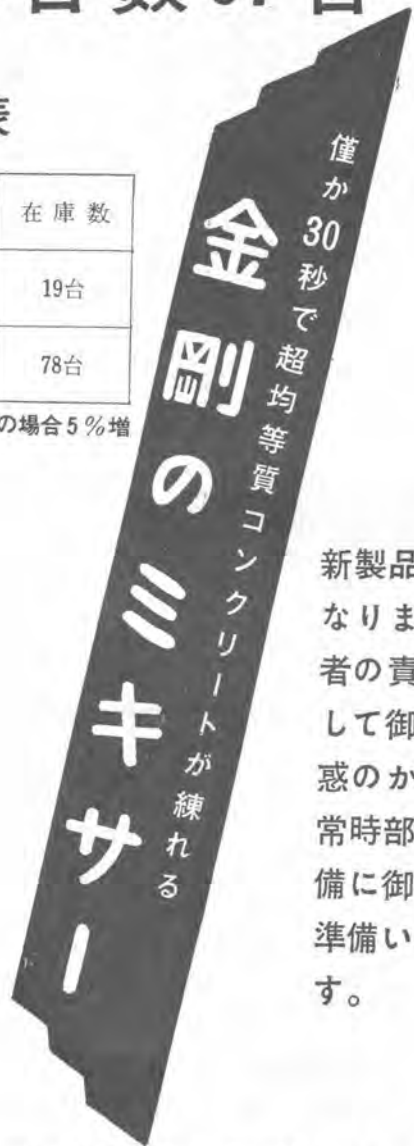 台数97台
表
在庫数
19台
78台
の場合5%増
僅か30秒で超均等質コンクリートが練れる
金剛のミキサー
新製品
なりま
者の責
して御
惑のか
常時部
備に御
準備い
す。